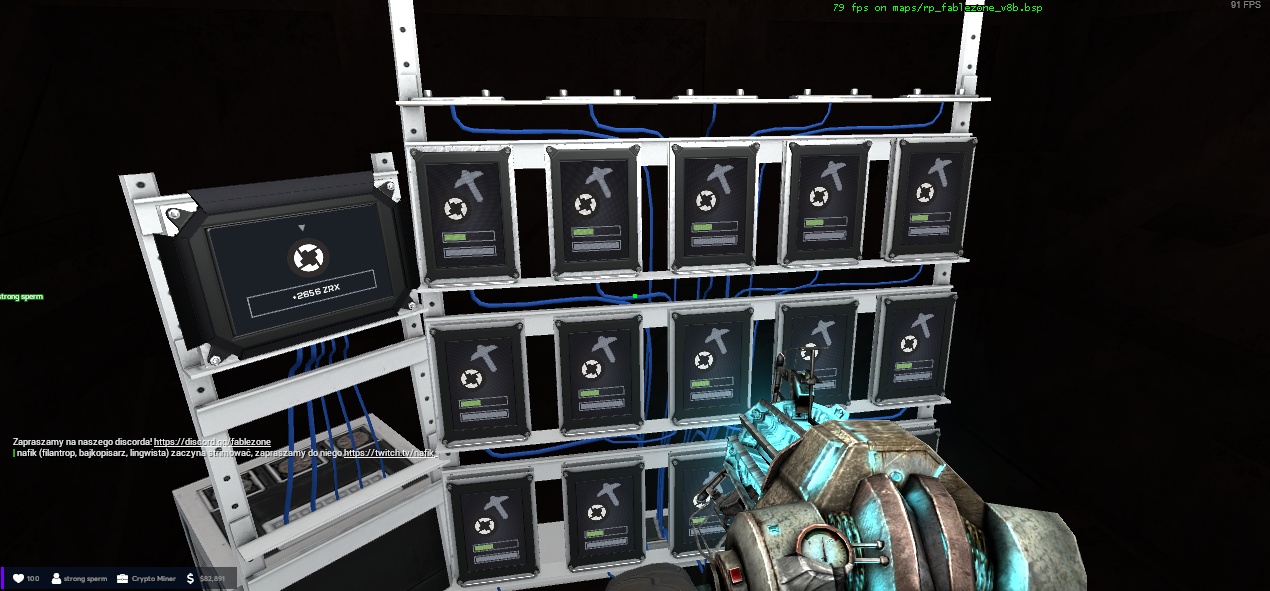 79 fps on maps/rp_fablezone_v8b.bsp
91 FPS
+2656 ZRX
strong sperm
Zapraszamy na naszego discorda! https://discord.gg/fablezone
nafik (filantrop, bajkopisarz, lingwista) zaczyna strimować, zapraszamy do niego https://twitch.tv/nafik_
100 strong sperm Crypto Miner $ $82,891